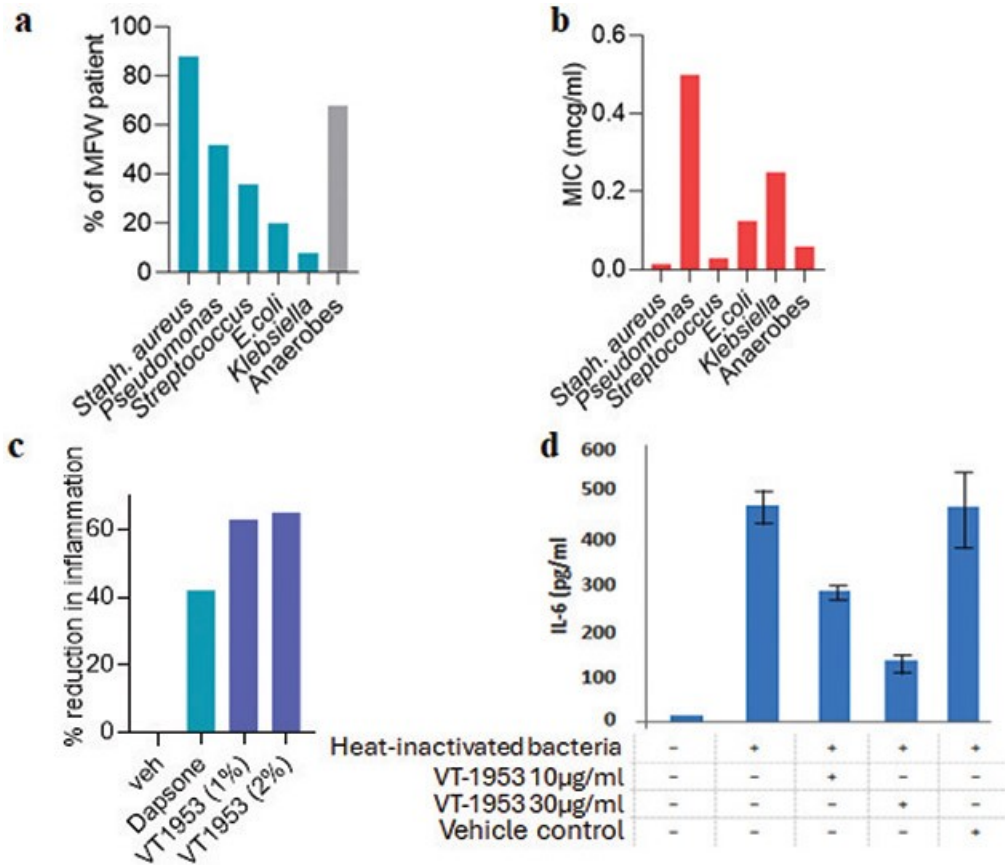 a
100
80
60
40
20
0
% of MFW patient
Staph. aureus
Pseudomonas
Streptococcus
E.coli
Klebsiella
Anaerobes
b
0.6
0.4
0.2
0.0
MIC (mcg/ml)
Staph. aureus
Pseudomonas
Streptococcus
E.coli
Klebsiella
Anaerobes
c
60
40
20
0
% reduction in inflammation
veh
Dapsone
VT1953 (1%)
VT1953 (2%)
d
600
500
400
300
200
100
0
IL-6 (pg/ml
Heat-inactivated bacteria - + + + +
VT-1953 10µg/ml - - + - -
VT-1953 30µg/ml - - - + -
Vehicle control - - - - +